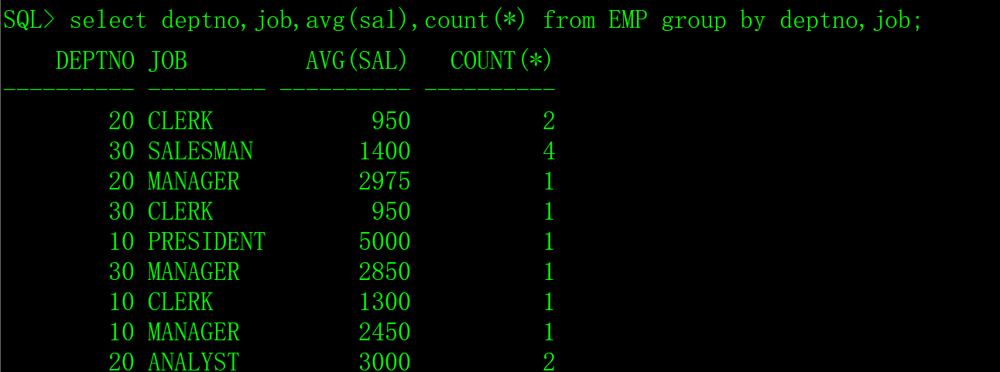 SQL> select deptno,job,avg(sal),count(*) from EMP group by deptno,job;
DEPTNO JOB AVG(SAL) COUNT(*)
---------- --------- ---------- ----------
20 CLERK 950 2
30 SALESMAN 1400 4
20 MANAGER 2975 1
30 CLERK 950 1
10 PRESIDENT 5000 1
30 MANAGER 2850 1
10 CLERK 1300 1
10 MANAGER 2450 1
20 ANALYST 3000 2